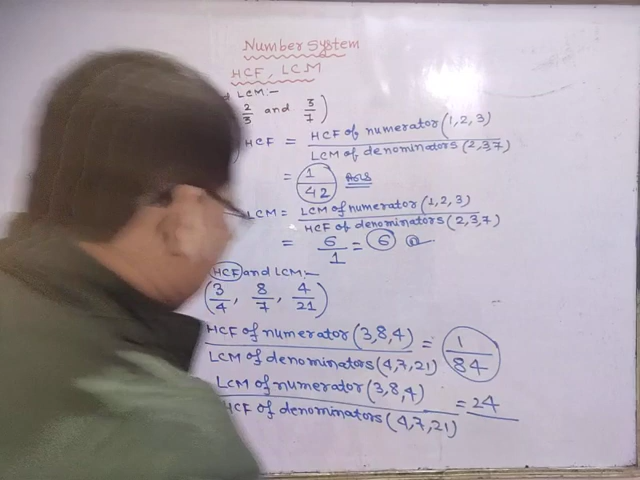 Number System
HCF, LCM
LCM:-
2/3 and 3/7)
HCF = HCF of numerator (1,2,3) / LCM of denominators (2,3,7)
= 1/42 Ans
LCM = LCM of numerator (1,2,3) / HCF of denominators (2,3,7)
= 6/1 = 6
HCF and LCM:-
(3/4, 8/7, 4/21)
HCF of numerator (3,8,4) / LCM of denominators (4,7,21) = 1/84
LCM of numerator (3,8,4) / HCF of denominators (4,7,21) = 24